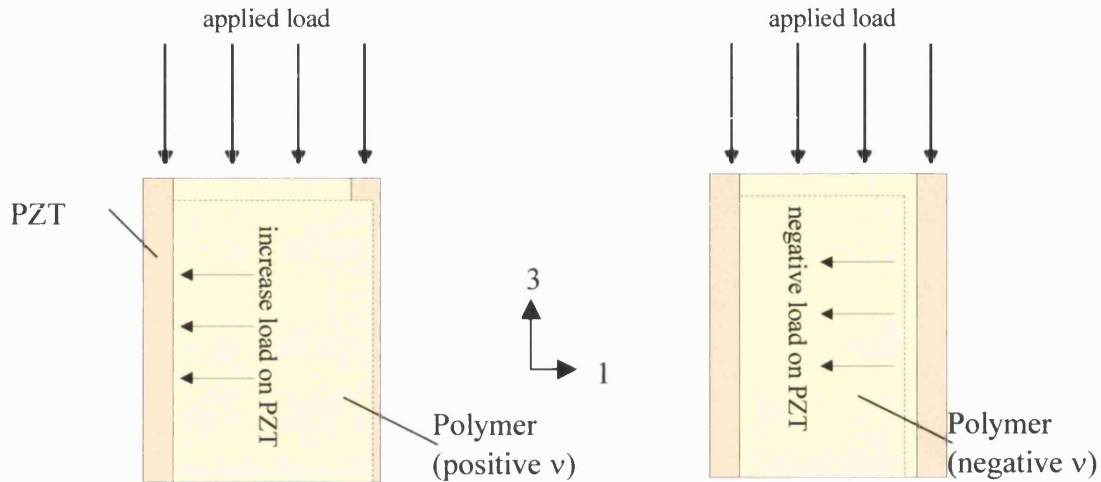 applied load
PZT
increase load on PZT
Polymer
(positive ν)
3
1
applied load
negative load on PZT
Polymer
(negative ν)